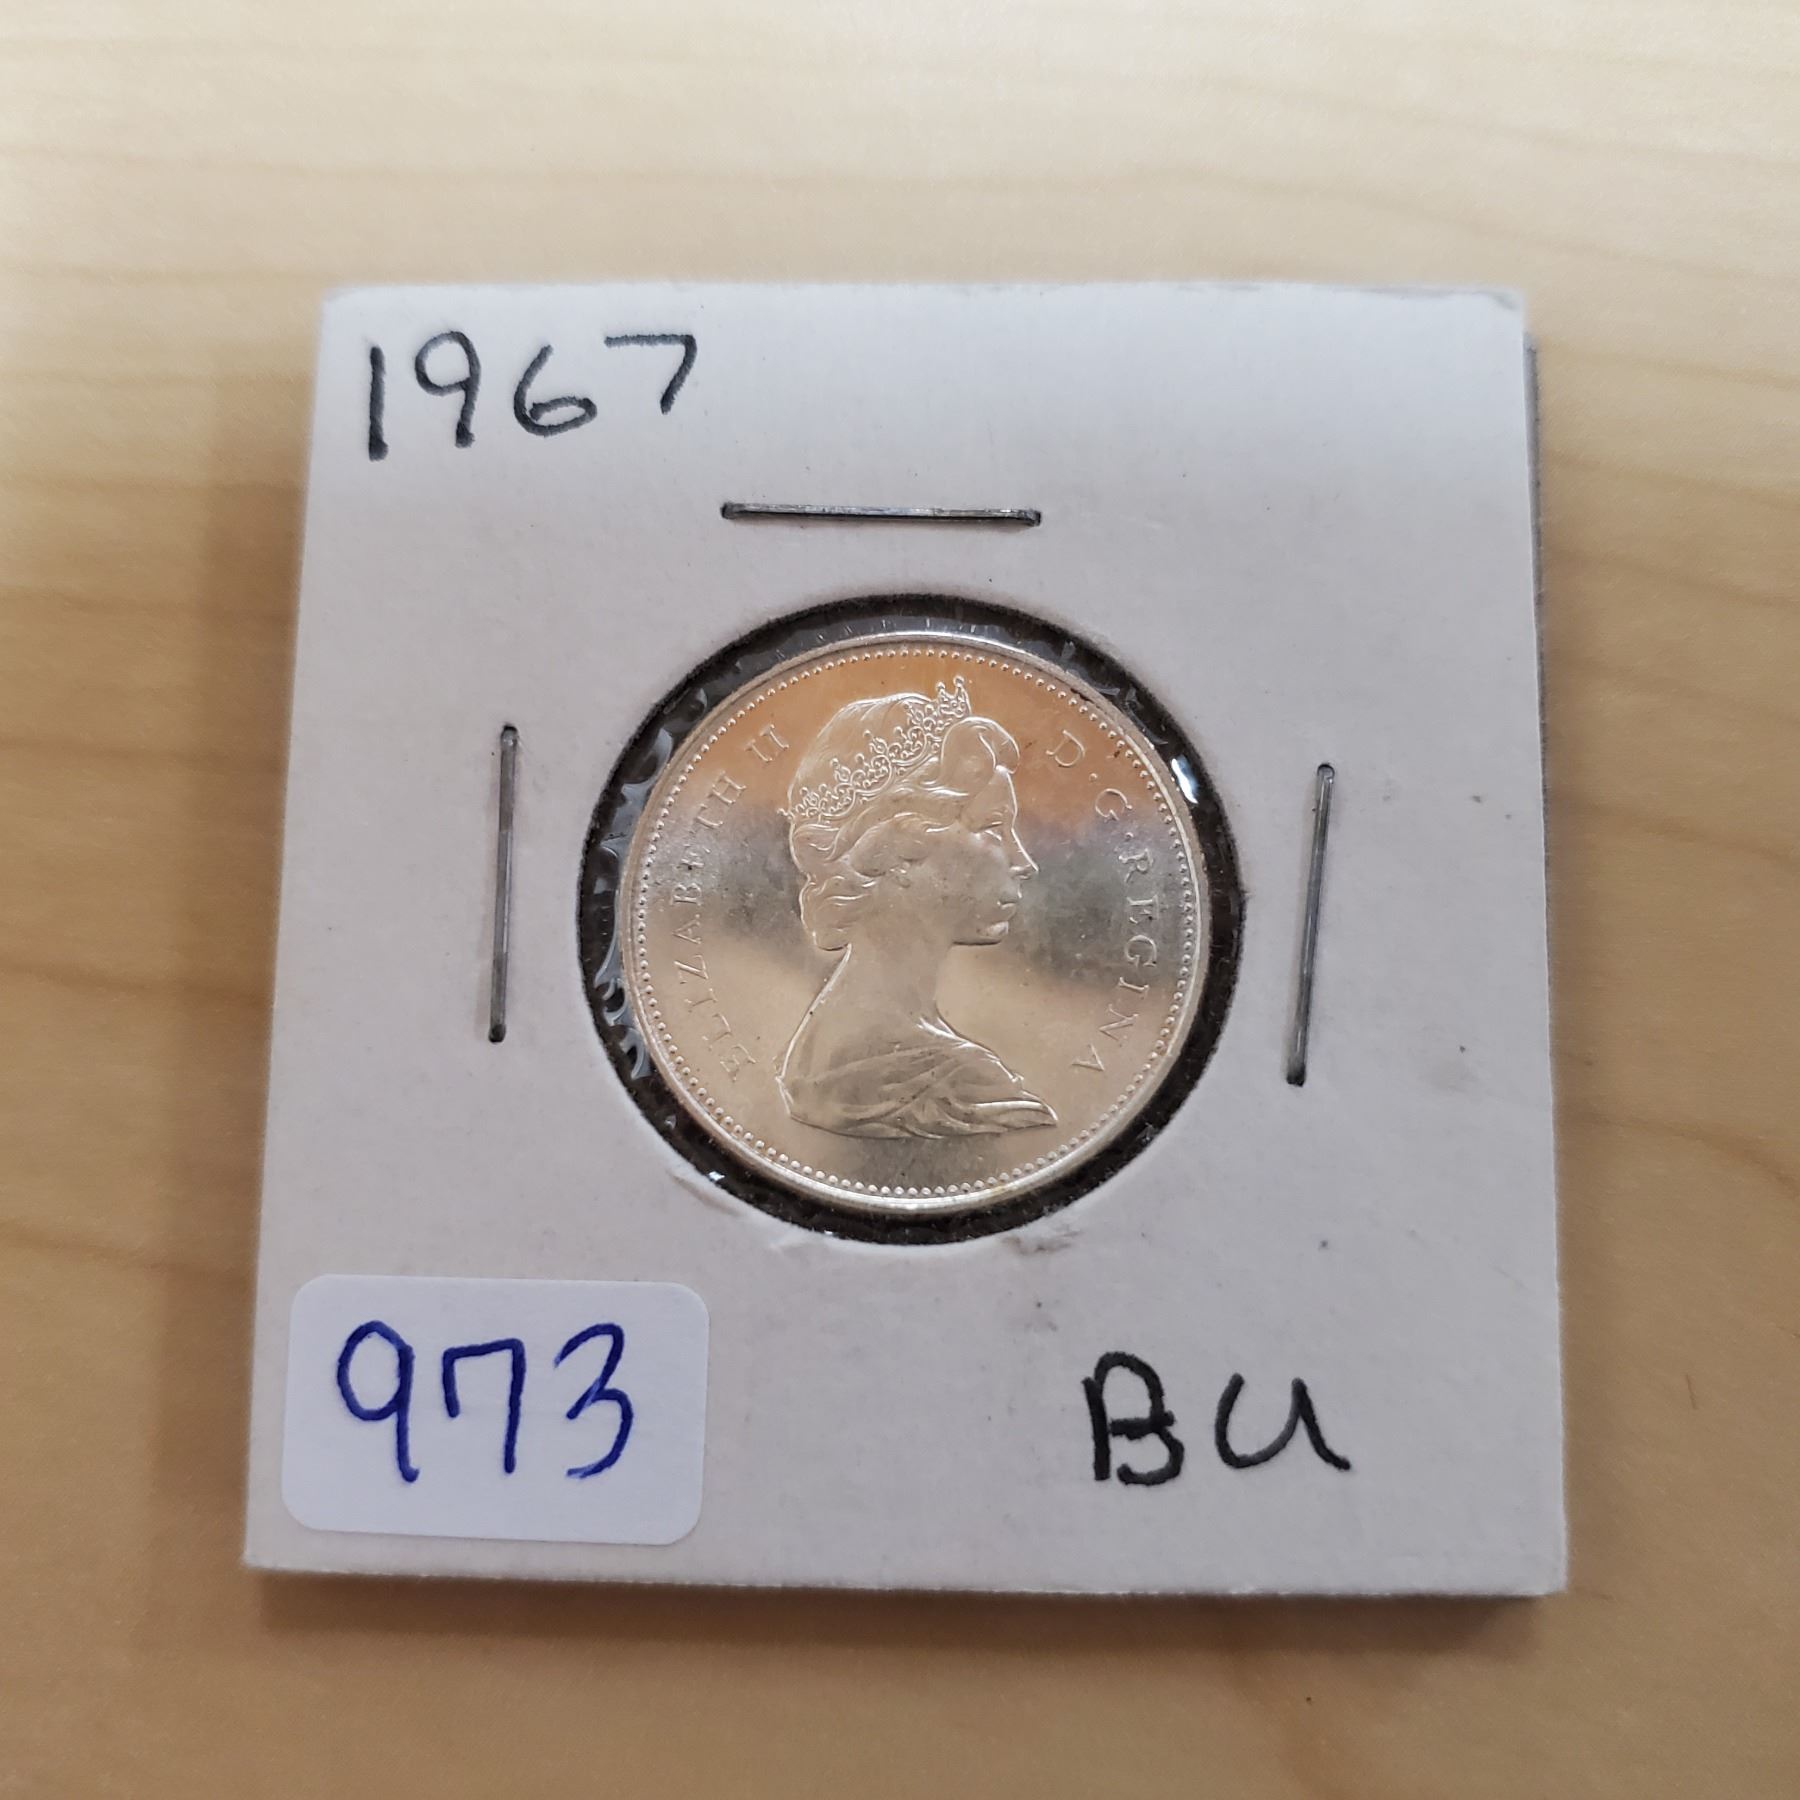 1967
ELIZABETH II D·G·REGINA
973
BU